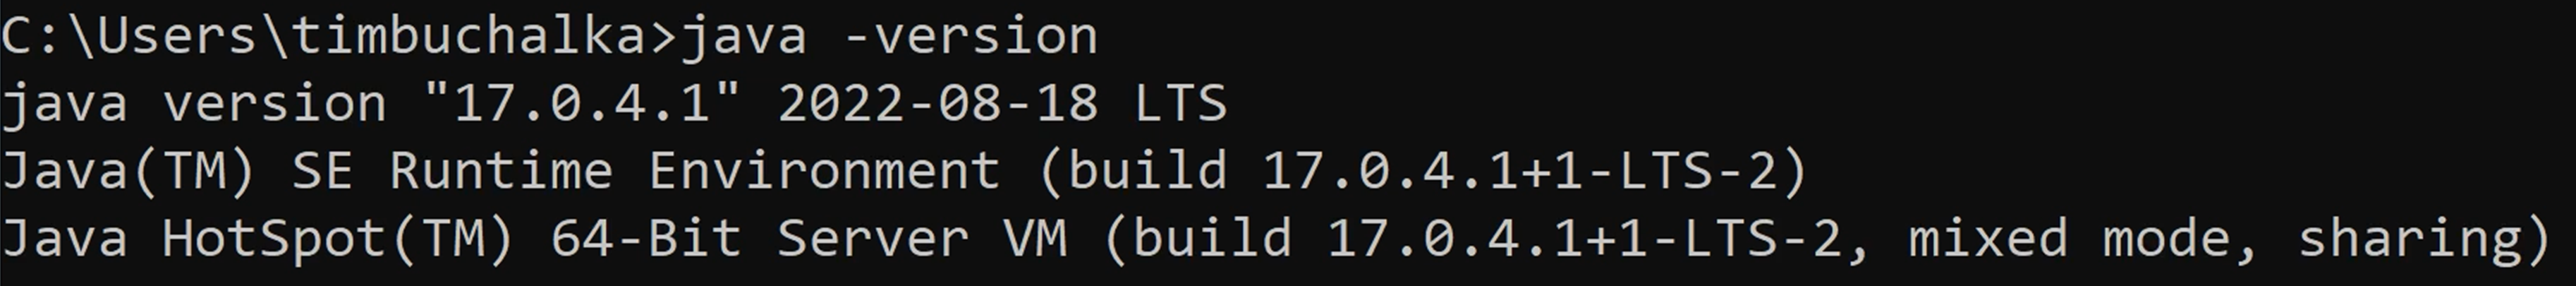 C:\Users\timbuchalka>java -version
java version "17.0.4.1" 2022-08-18 LTS
Java(TM) SE Runtime Environment (build 17.0.4.1+1-LTS-2)
Java HotSpot(TM) 64-Bit Server VM (build 17.0.4.1+1-LTS-2, mixed mode, sharing)